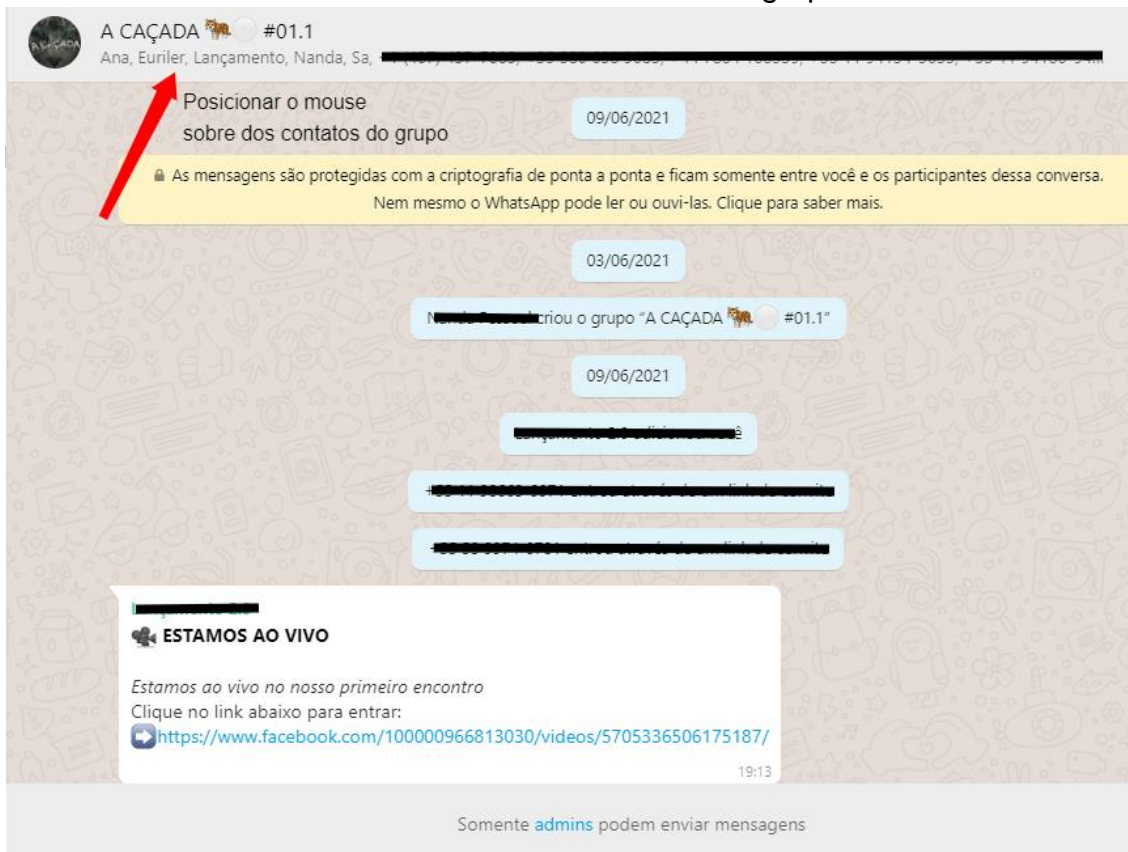 A CAÇADA 🐅⚪ #01.1
Ana, Euriler, Lançamento, Nanda, Sa,
Posicionar o mouse
sobre dos contatos do grupo
09/06/2021
As mensagens são protegidas com a criptografia de ponta a ponta e ficam somente entre você e os participantes dessa conversa.
Nem mesmo o WhatsApp pode ler ou ouvi-las. Clique para saber mais.
03/06/2021
criou o grupo “A CAÇADA 🐅⚪ #01.1”
09/06/2021
ESTAMOS AO VIVO
Estamos ao vivo no nosso primeiro encontro
Clique no link abaixo para entrar:
➡https://www.facebook.com/100000966813030/videos/5705336506175187/
19:13
Somente admins podem enviar mensagens